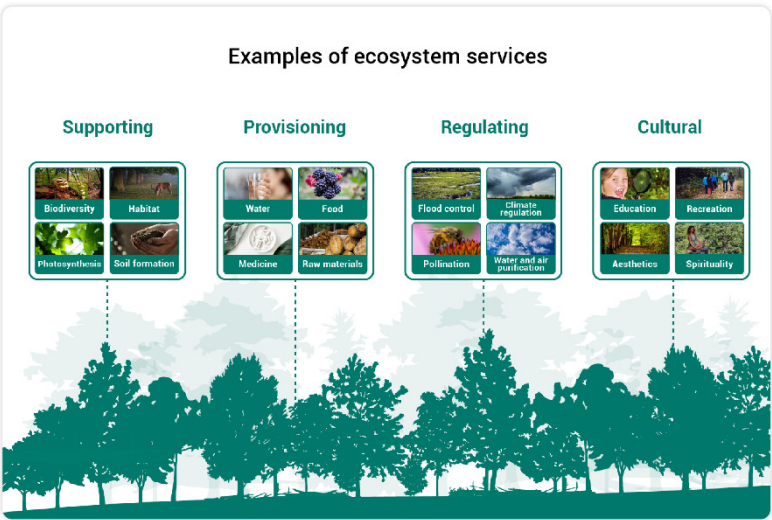 Examples of ecosystem services
Supporting
Biodiversity
Habitat
Photosynthesis
Soil formation
Provisioning
Water
Food
Medicine
Raw materials
Regulating
Flood control
Climate
regulation
Pollination
Water and air
purification
Cultural
Education
Recreation
Aesthetics
Spirituality